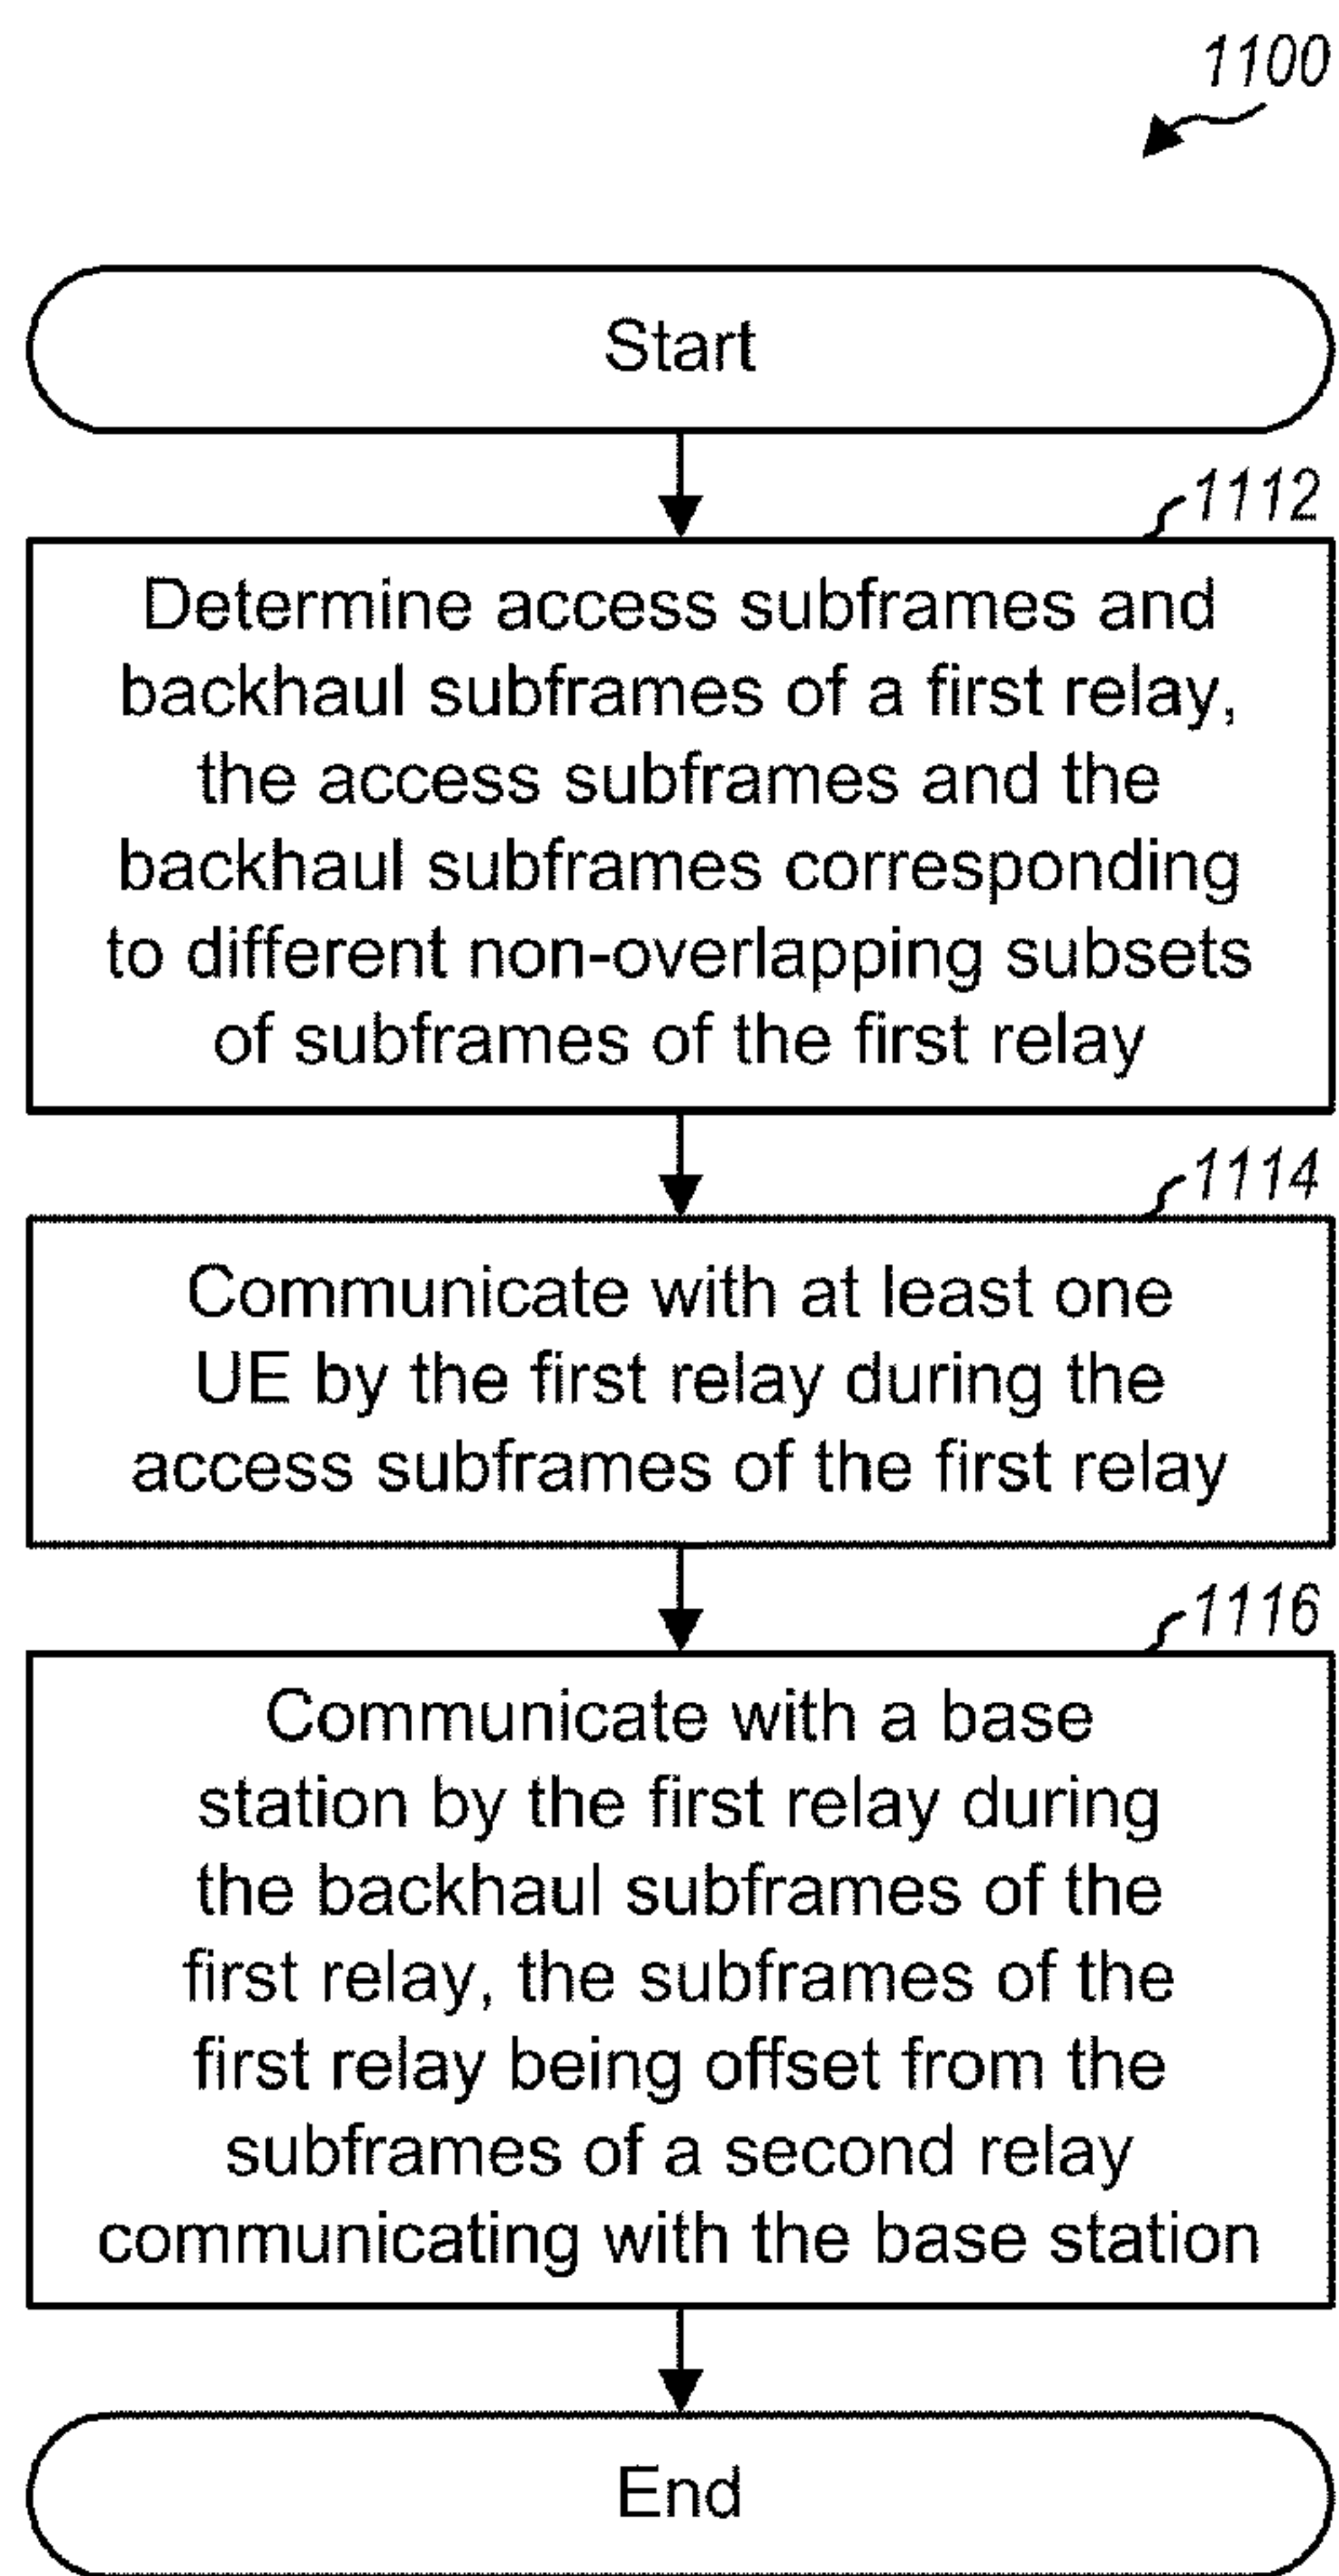 1100
Start
1112
Determine access subframes and
backhaul subframes of a first relay,
the access subframes and the
backhaul subframes corresponding
to different non-overlapping subsets
of subframes of the first relay
1114
Communicate with at least one
UE by the first relay during the
access subframes of the first relay
1116
Communicate with a base
station by the first relay during
the backhaul subframes of the
first relay, the subframes of the
first relay being offset from the
subframes of a second relay
communicating with the base station
End